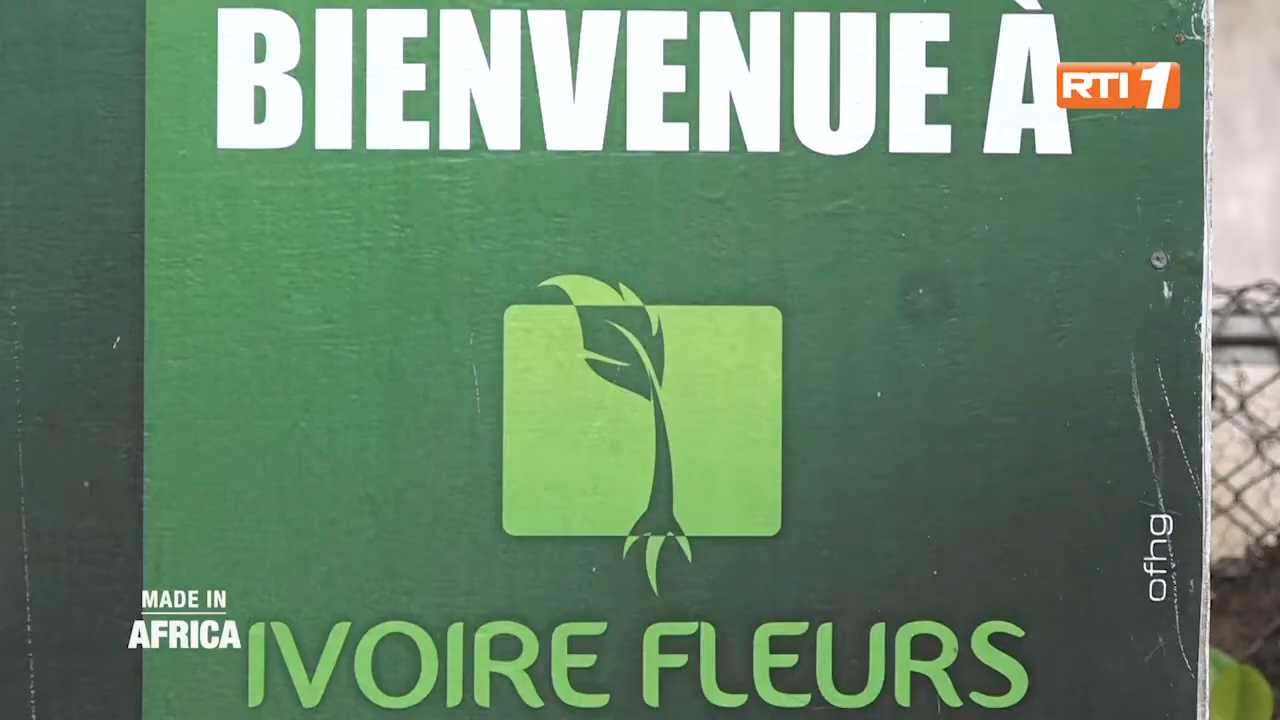 BIENVENUE À
RTI 1
ofhg
MADE IN
AFRICA
IVOIRE FLEURS